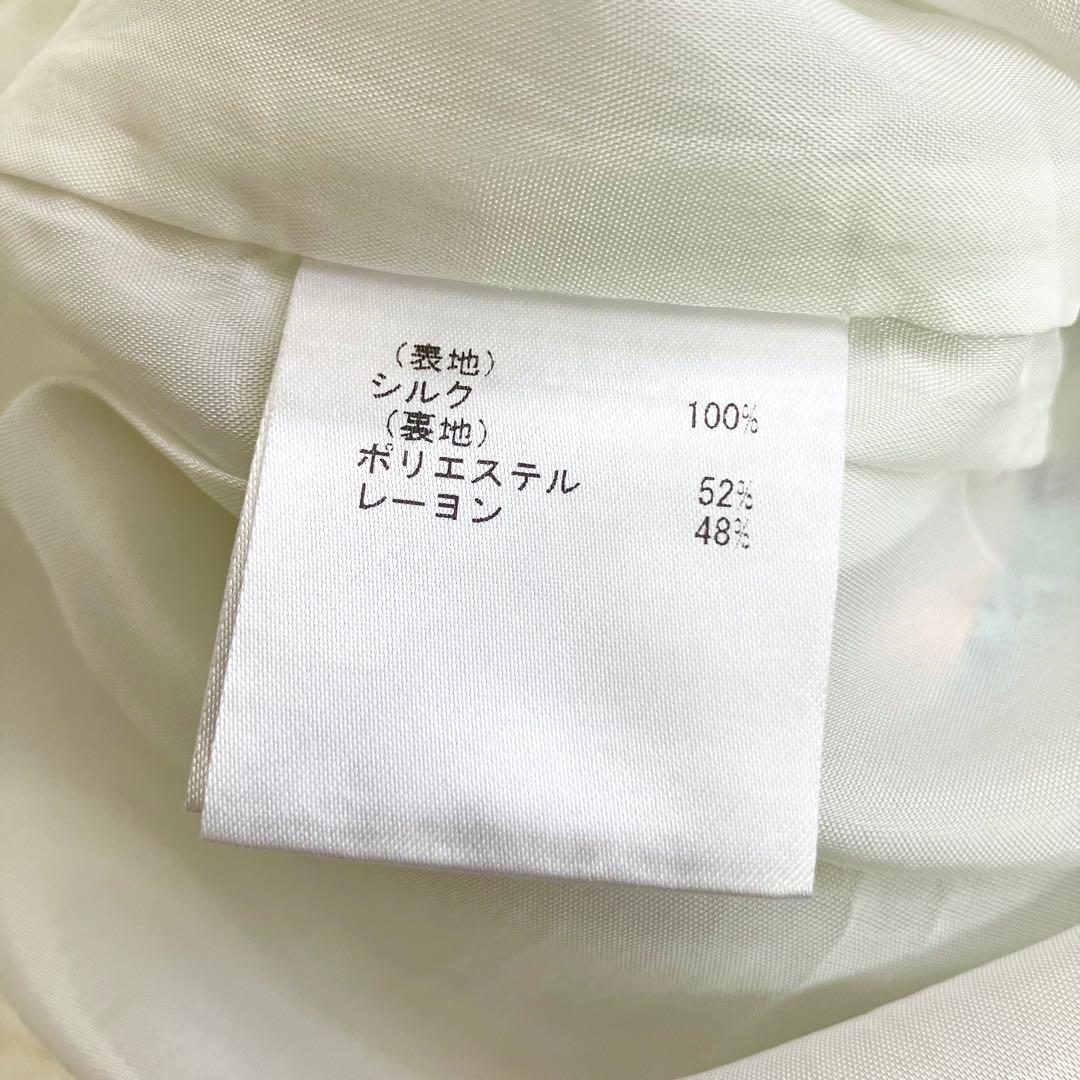 (表地)
シルク 100%
(裏地)
ポリエステル 52%
レーヨン 48%